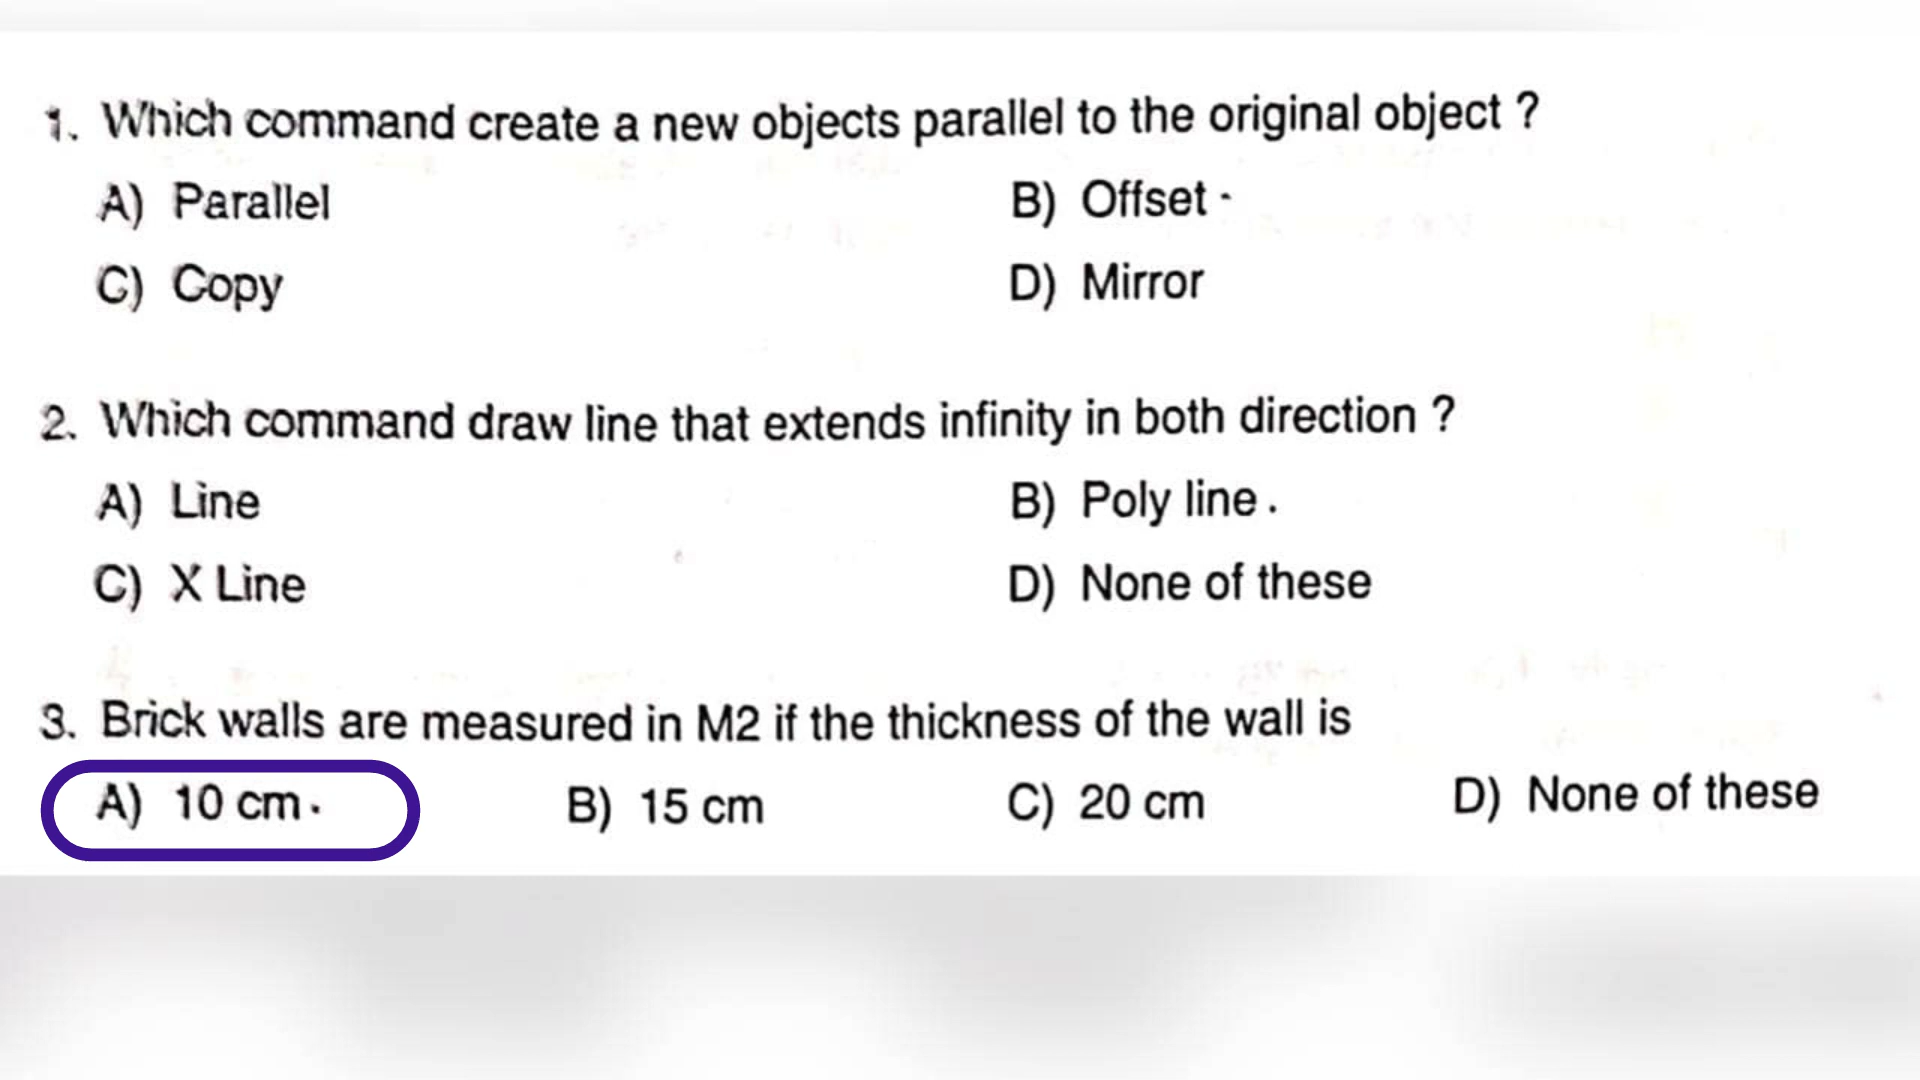 1. Which command create a new objects parallel to the original object ?
A) Parallel B) Offset -
C) Copy D) Mirror
2. Which command draw line that extends infinity in both direction ?
A) Line B) Poly line .
C) X Line D) None of these
3. Brick walls are measured in M2 if the thickness of the wall is
A) 10 cm . B) 15 cm C) 20 cm D) None of these